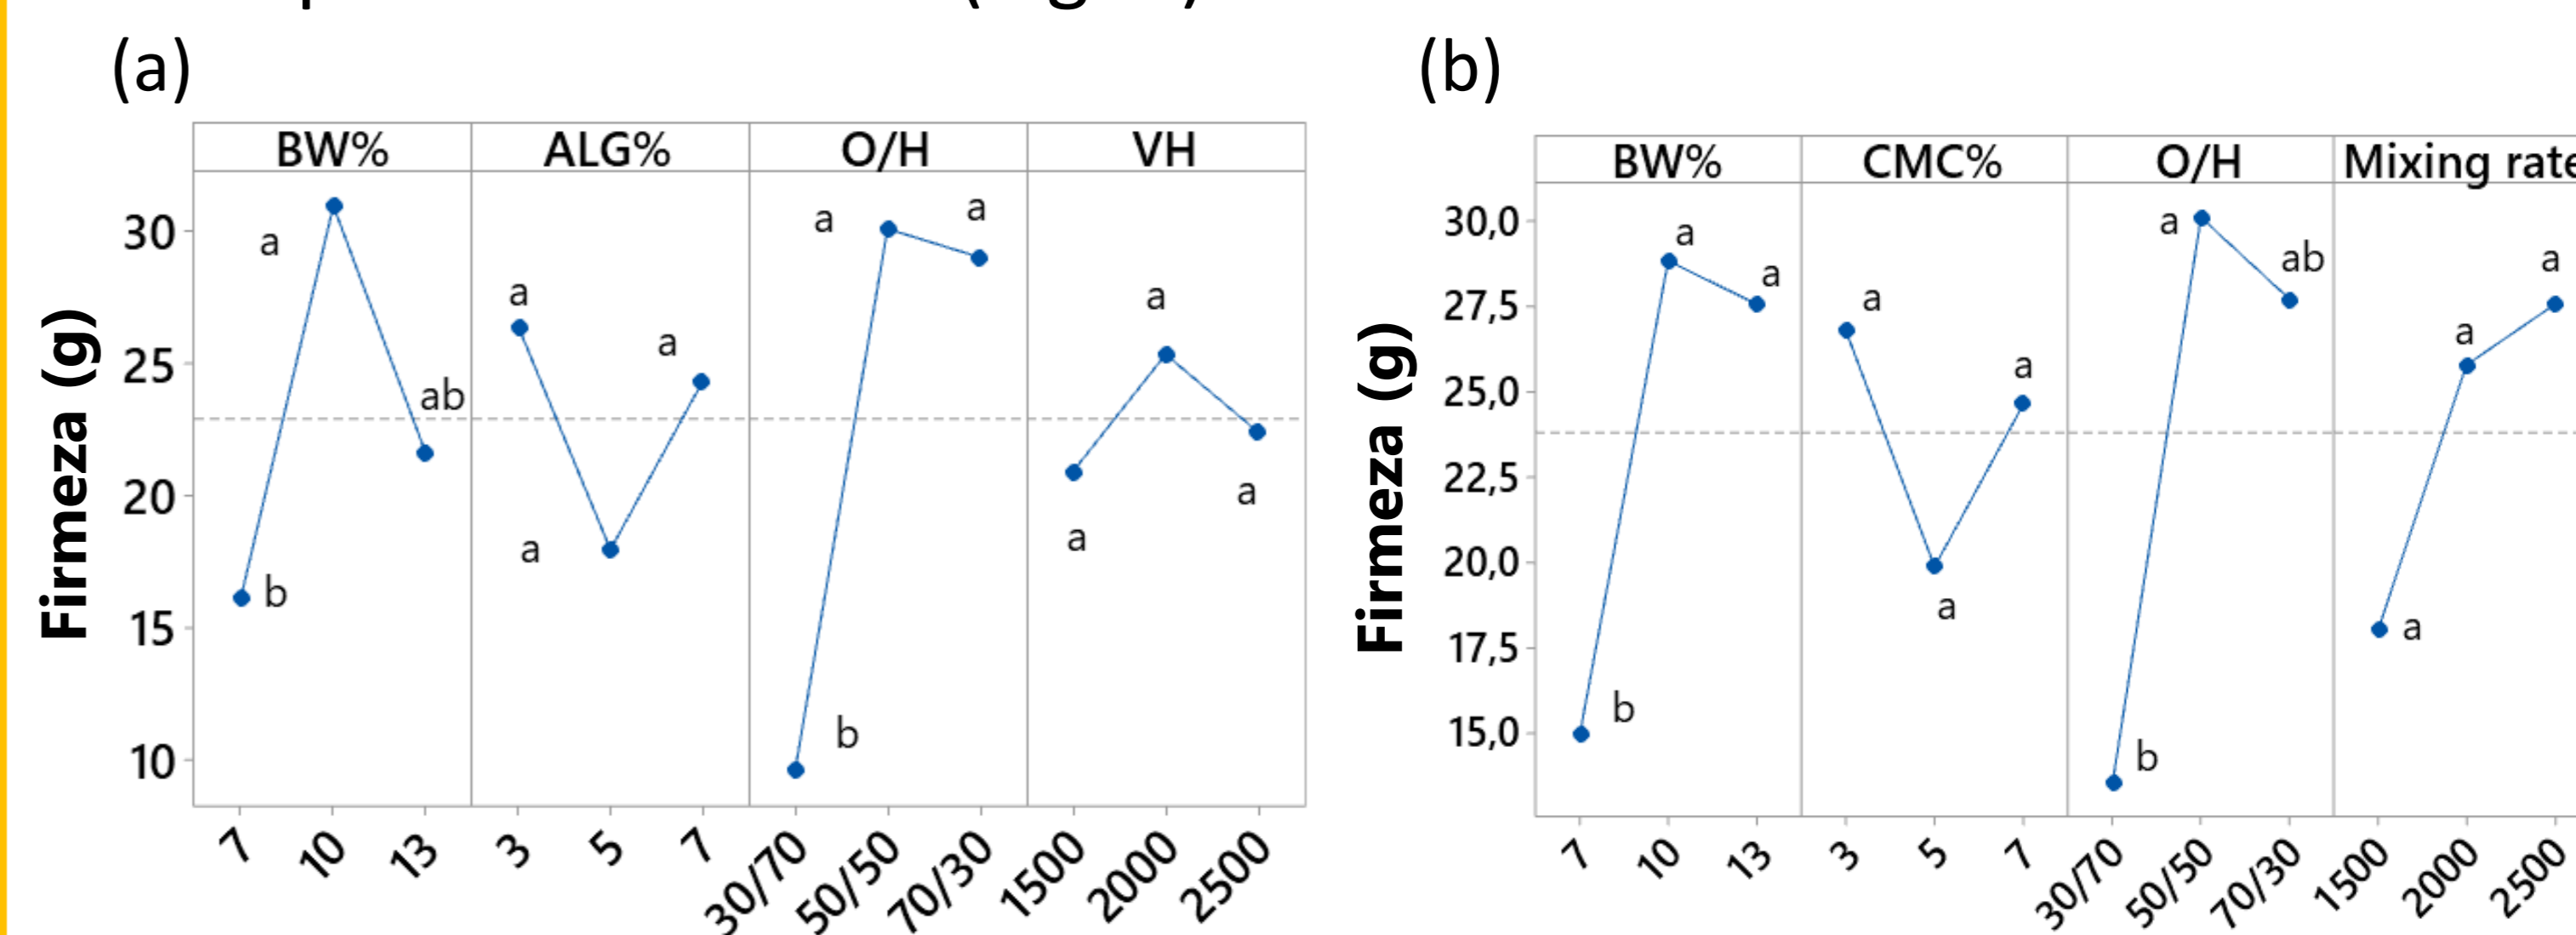 (a)
BW% ALG% O/H VH
Firmeza (g)
30
25
20
15
10
a
ab
b
a
a
a
a
a
b
a
a
a
7 10 13 3 5 7 30/70 50/50 70/30 1500 2000 2500
(b)
BW% CMC% O/H Mixing rate
Firmeza (g)
30,0
27,5
25,0
22,5
20,0
17,5
15,0
a
a
b
a
a
a
a
ab
b
a
a
a
7 10 13 3 5 7 30/70 50/50 70/30 1500 2000 2500